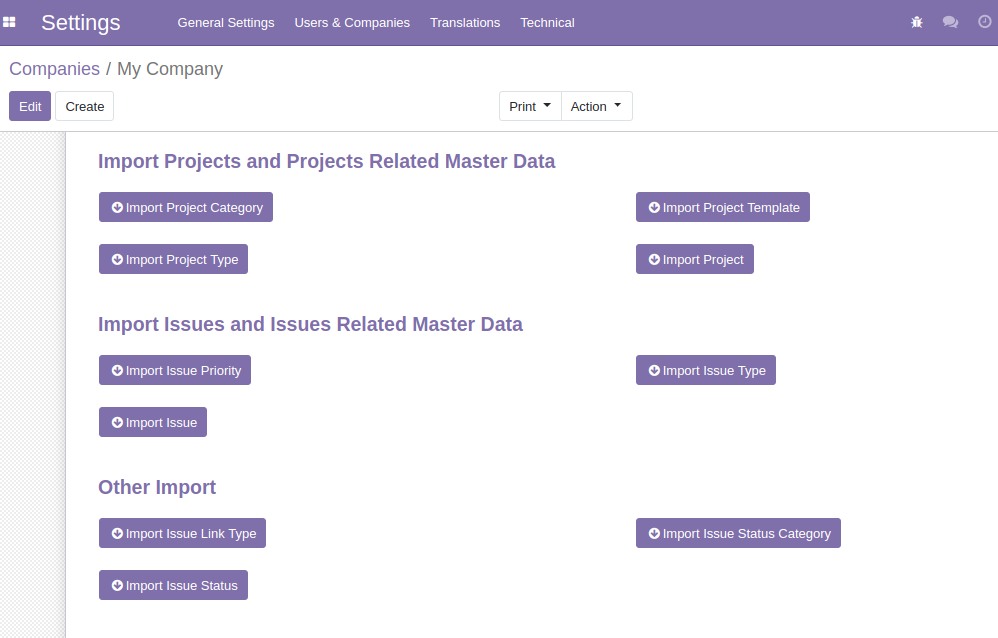 Settings General Settings Users & Companies Translations Technical
Companies / My Company
Edit Create Print Action
Import Projects and Projects Related Master Data
Import Project Category Import Project Template
Import Project Type Import Project
Import Issues and Issues Related Master Data
Import Issue Priority Import Issue Type
Import Issue
Other Import
Import Issue Link Type Import Issue Status Category
Import Issue Status